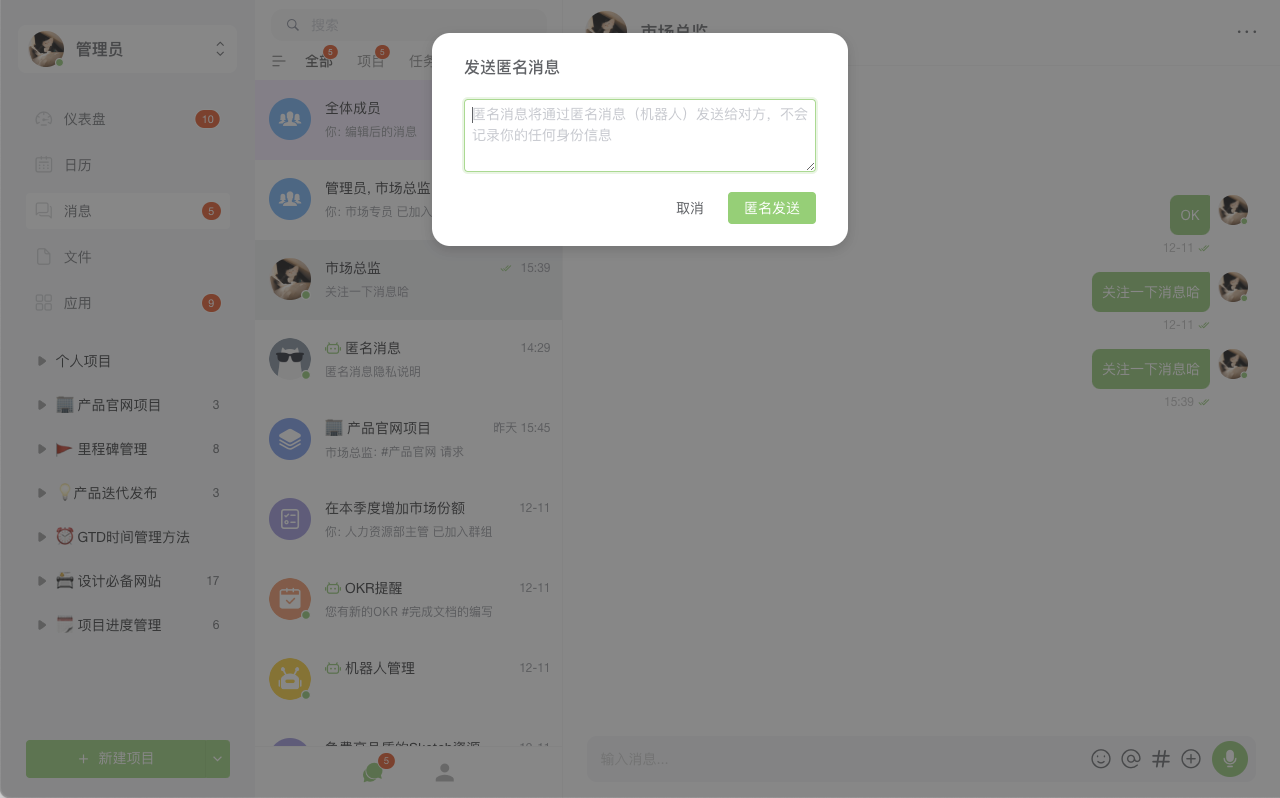 管理员
仪表盘 10
日历
消息 5
文件
应用 9
个人项目
产品官网项目 3
里程碑管理 8
产品迭代发布 3
GTD时间管理方法
设计必备网站 17
项目进度管理 6
+ 新建项目
搜索
全部 5 项目 5 任务
全体成员
你: 编辑后的消息
管理员, 市场总监
你: 市场专员 已加入
市场总监 15:39
关注一下消息哈
匿名消息 14:29
匿名消息隐私说明
产品官网项目 昨天 15:45
市场总监: #产品官网 请求
在本季度增加市场份额 12-11
你: 人力资源部主管 已加入群组
OKR提醒 12-11
您有新的OKR #完成文档的编写
机器人管理 12-11
免费高品质的Sketch资源 12-11
5
市场总监
发送匿名消息
匿名消息将通过匿名消息（机器人）发送给对方，不会
记录你的任何身份信息
取消 匿名发送
OK
12-11
关注一下消息哈
12-11
关注一下消息哈
15:39
输入消息...